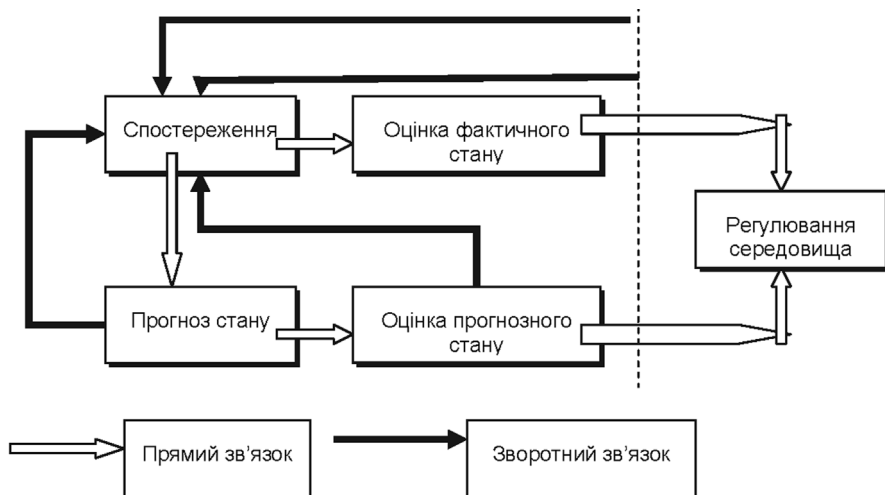 Спостереження
Оцінка фактичного
стану
Регулювання
середовища
Прогноз стану
Оцінка прогнозного
стану
Прямий зв'язок
Зворотний зв'язок